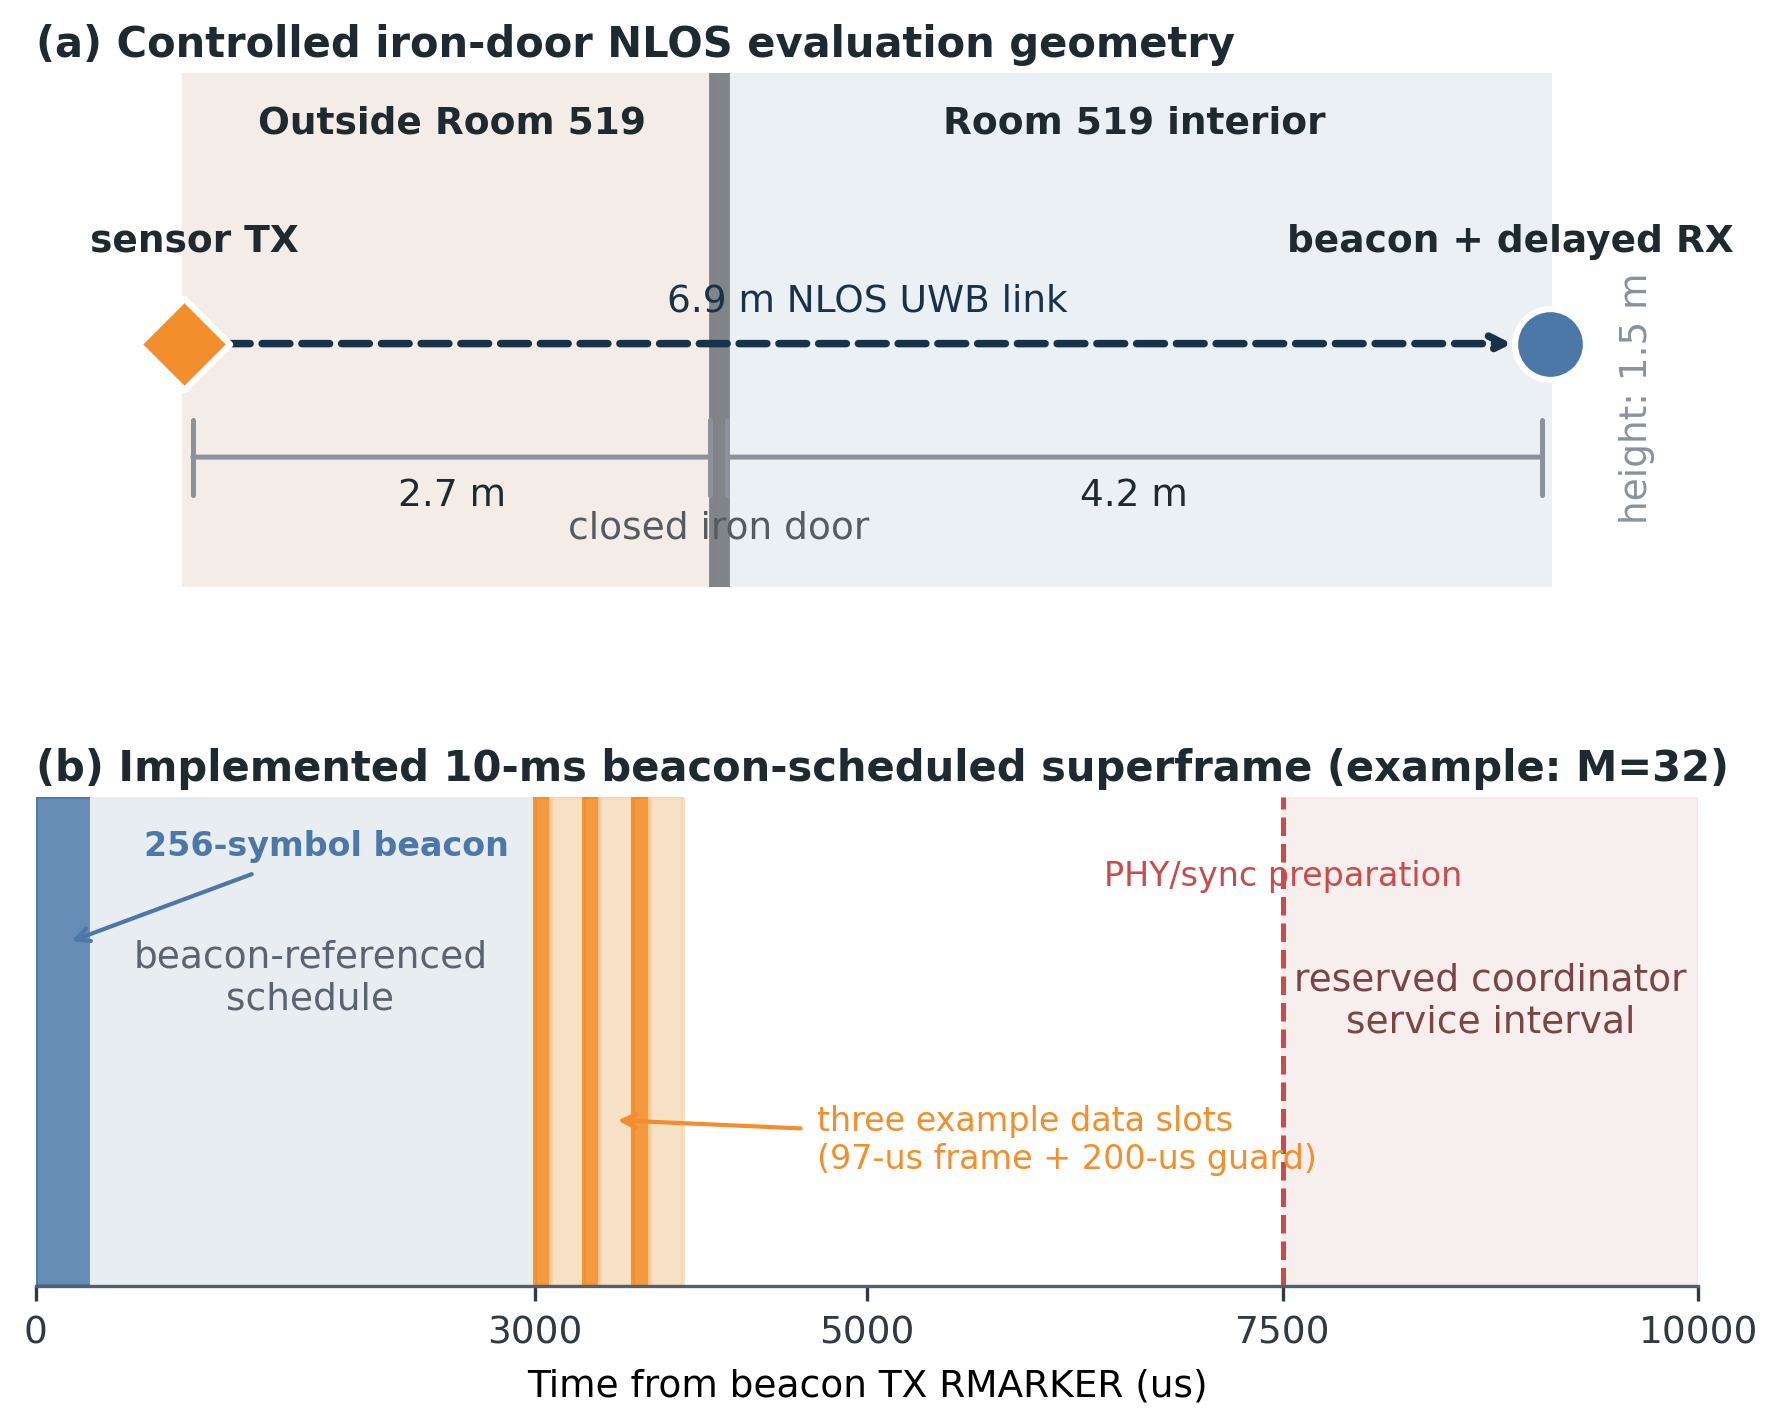 (a) Controlled iron-door NLOS evaluation geometry
Outside Room 519
Room 519 interior
sensor TX
beacon + delayed RX
6.9 m NLOS UWB link
height: 1.5 m
2.7 m
4.2 m
closed iron door
(b) Implemented 10-ms beacon-scheduled superframe (example: M=32)
256-symbol beacon
PHY/sync preparation
beacon-referenced
schedule
reserved coordinator
service interval
three example data slots
(97-us frame + 200-us guard)
0
3000
5000
7500
10000
Time from beacon TX RMARKER (us)